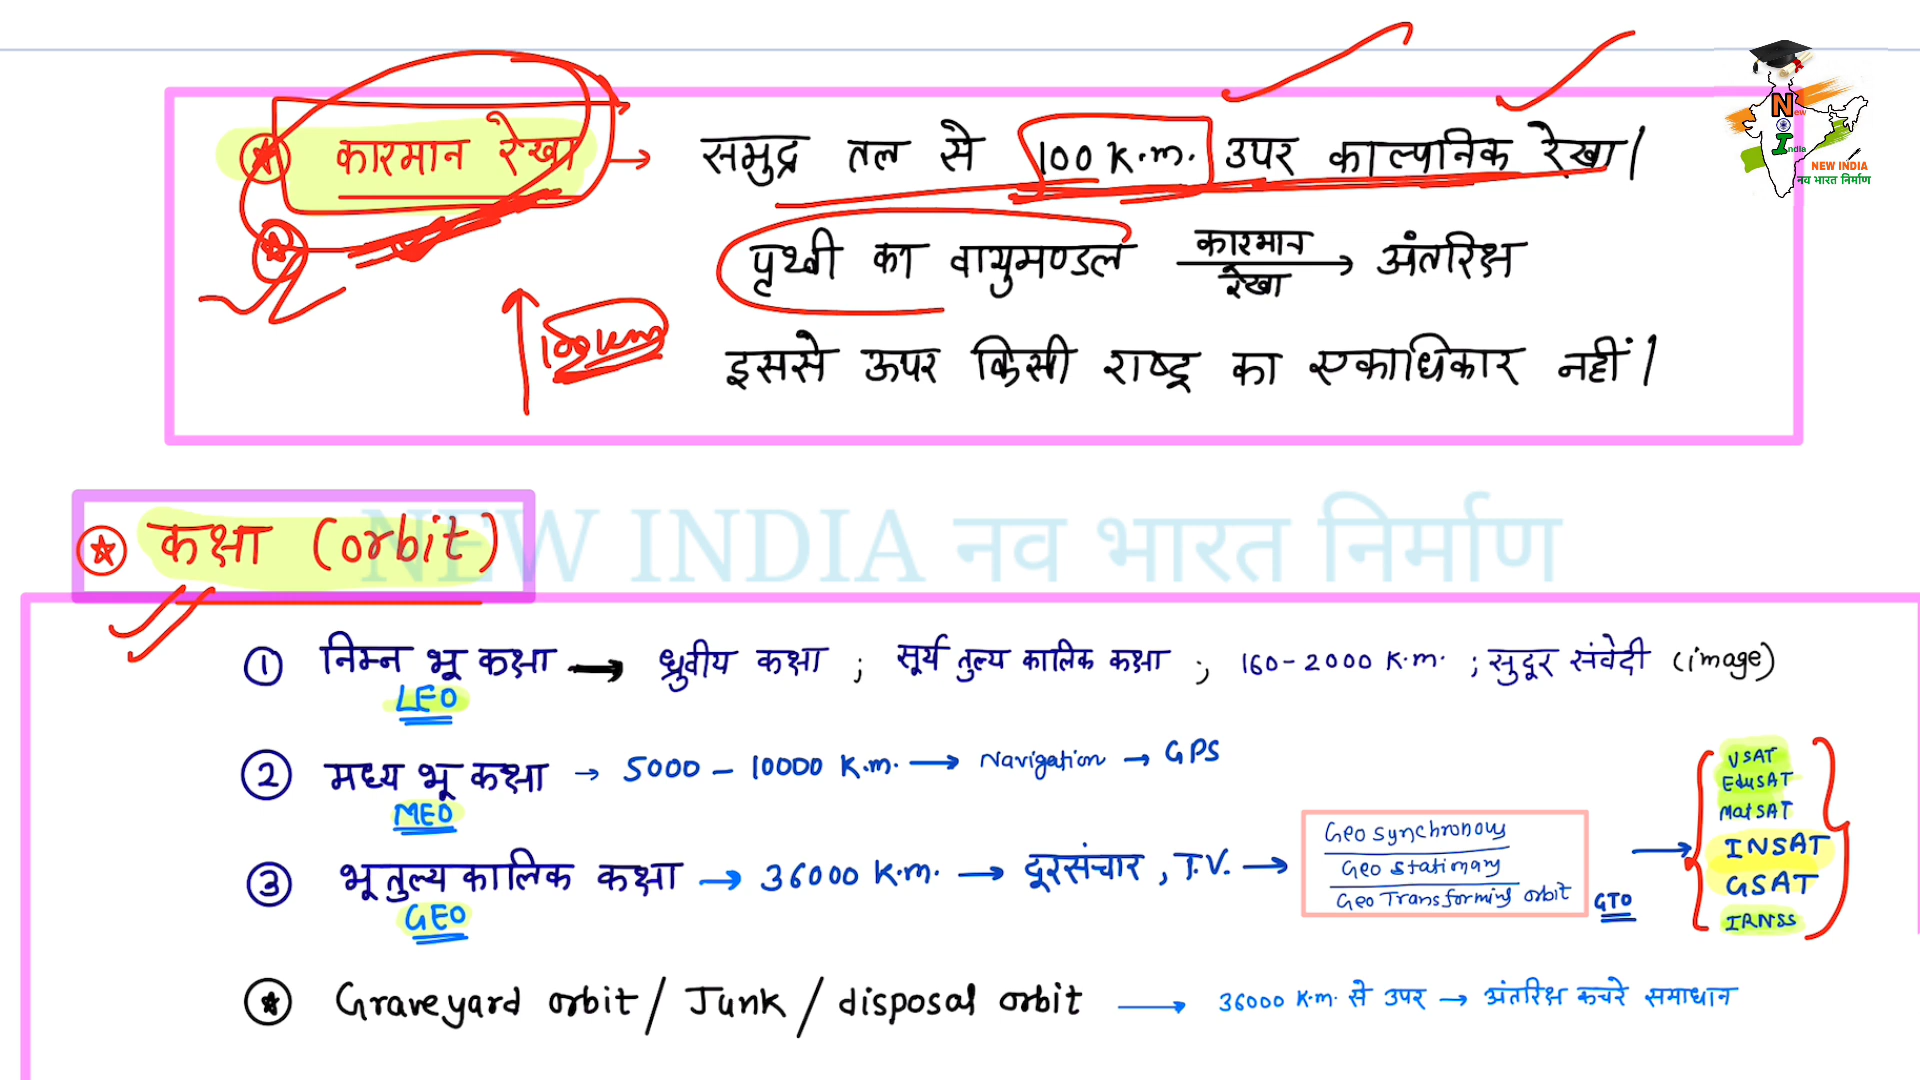 कारमान रेखा → समुद्र तल से 100 K.m. उपर काल्पनिक रेखा।
पृथ्वी का वायुमण्डल कारमान रेखा → अंतरिक्ष
100 km
इससे ऊपर किसी राष्ट्र का एकाधिकार नहीं।
New India
NEW INDIA
नव भारत निर्माण
कक्षा (orbit)
NEW INDIA नव भारत निर्माण
① निम्न भू कक्षा → ध्रुवीय कक्षा ; सूर्य तुल्य कालिक कक्षा ; 160-2000 K.m. ; सुदूर संवेदी (image)
LEO
② मध्य भू कक्षा → 5000 – 10000 K.m. → Navigation → GPS
MEO
③ भू तुल्य कालिक कक्षा → 36000 K.m. → दूरसंचार , T.V. →
GEO
Geo synchronous
Geo stationary
Geo Transforming orbit GTO →
VSAT
EduSAT
MatSAT
INSAT
GSAT
IRNSS
Graveyard orbit / Junk / disposal orbit → 36000 K.m. से उपर → अंतरिक्ष कचरे समाधान